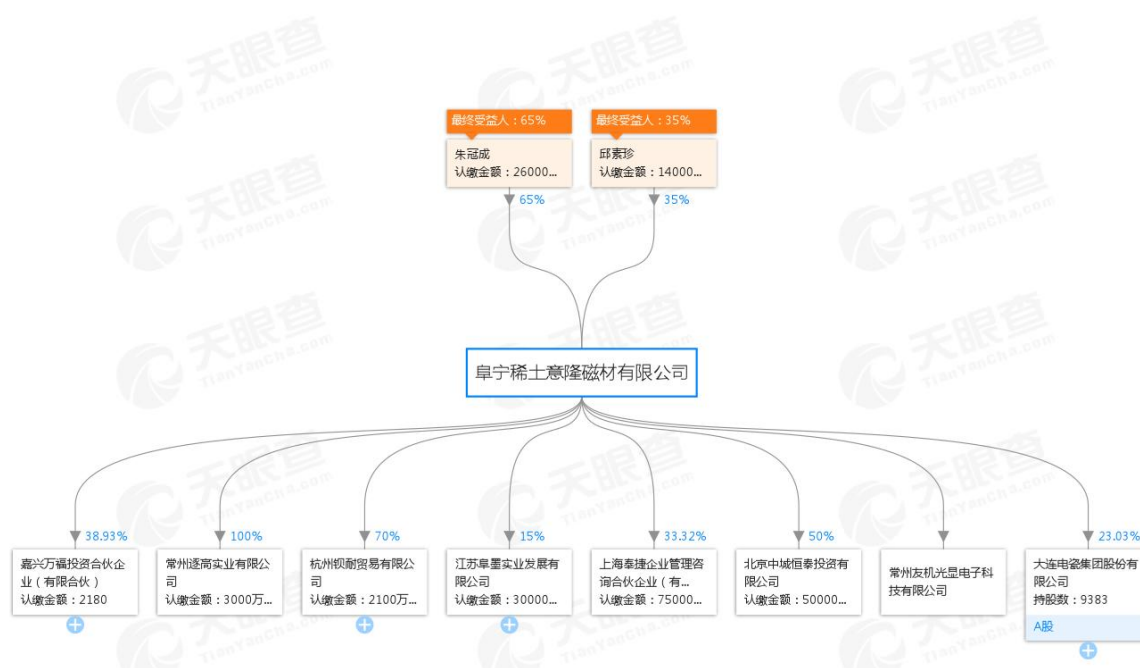 最终受益人：65%
最终受益人：35%
朱冠成
认缴金额：26000...
邱素珍
认缴金额：14000...
65%
35%
阜宁稀土意隆磁材有限公司
38.93%
100%
70%
15%
33.32%
50%
23.03%
嘉兴万福投资合伙企
业（有限合伙）
认缴金额：2180
常州逐高实业有限公
司
认缴金额：3000万...
杭州钡耐贸易有限公
司
认缴金额：2100万...
江苏阜墨实业发展有
限公司
认缴金额：30000...
上海泰捷企业管理咨
询合伙企业（有...
认缴金额：75000...
北京中城恒泰投资有
限公司
认缴金额：50000...
常州友机光显电子科
技有限公司
大连电瓷集团股份有
限公司
持股数：9383
A股
天眼查
TianYanCha.com